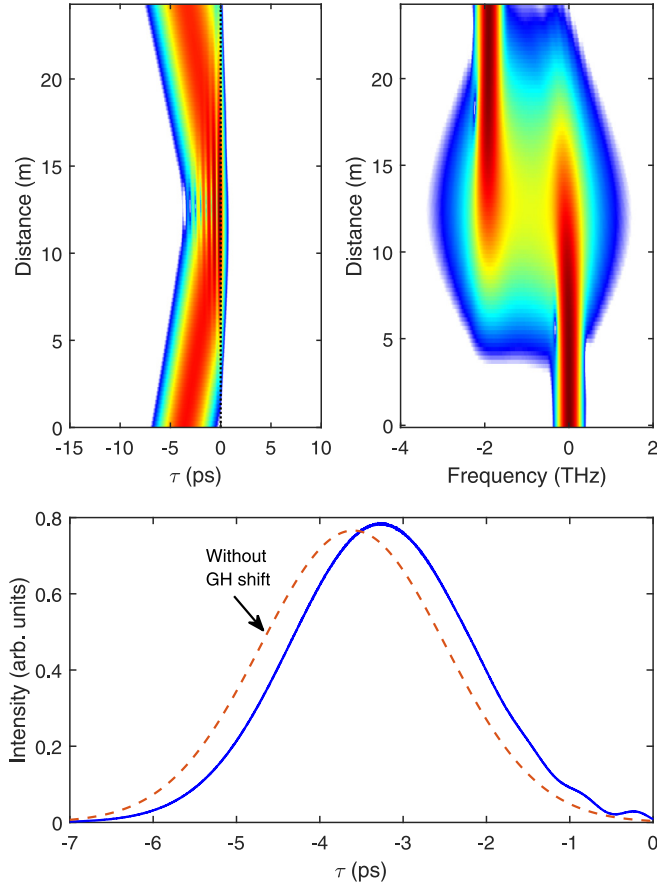 20
15
10
5
0
Distance (m)
-15 -10 -5 0 5 10
τ (ps)
20
15
10
5
0
Distance (m)
-4 -2 0 2
Frequency (THz)
0.8
0.6
0.4
0.2
0
Intensity (arb. units)
Without
GH shift
-7 -6 -5 -4 -3 -2 -1 0
τ (ps)